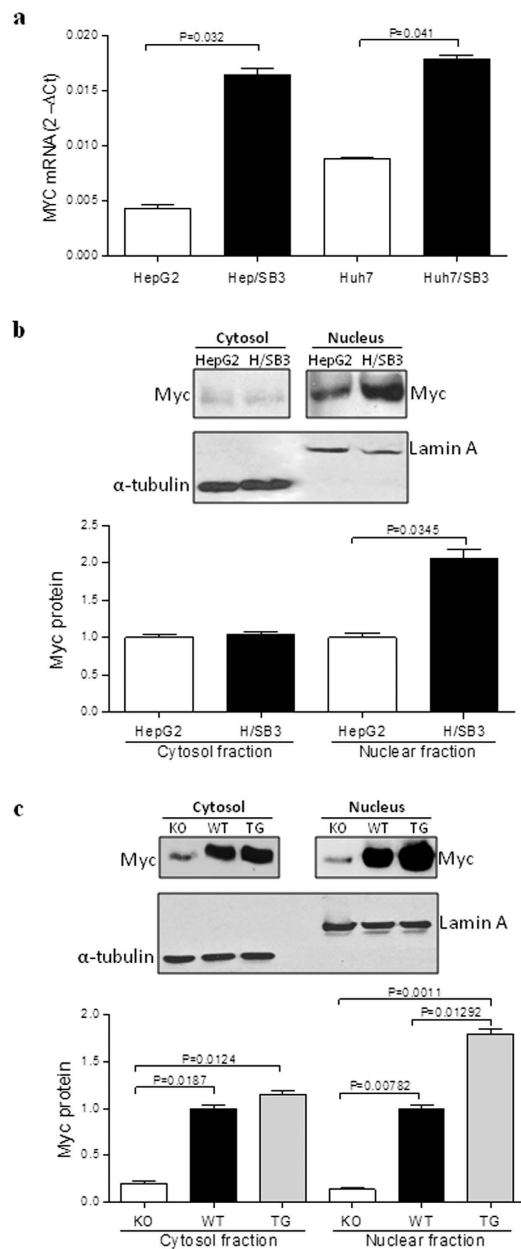 a
P=0.032
P=0.041
MYC mRNA (2 −ΔCt)
0.020
0.015
0.010
0.005
0.000
HepG2 Hep/SB3 Huh7 Huh7/SB3
b
Cytosol Nucleus
HepG2 H/SB3 HepG2 H/SB3
Myc Myc
Lamin A
α-tubulin
P=0.0345
Myc protein
2.5
2.0
1.5
1.0
0.5
0.0
HepG2 H/SB3 HepG2 H/SB3
Cytosol fraction Nuclear fraction
c
Cytosol Nucleus
KO WT TG KO WT TG
Myc Myc
Lamin A
α-tubulin
P=0.0011
P=0.01292
P=0.0124
P=0.0187
P=0.00782
Myc protein
2.0
1.5
1.0
0.5
0.0
KO WT TG KO WT TG
Cytosol fraction Nuclear fraction